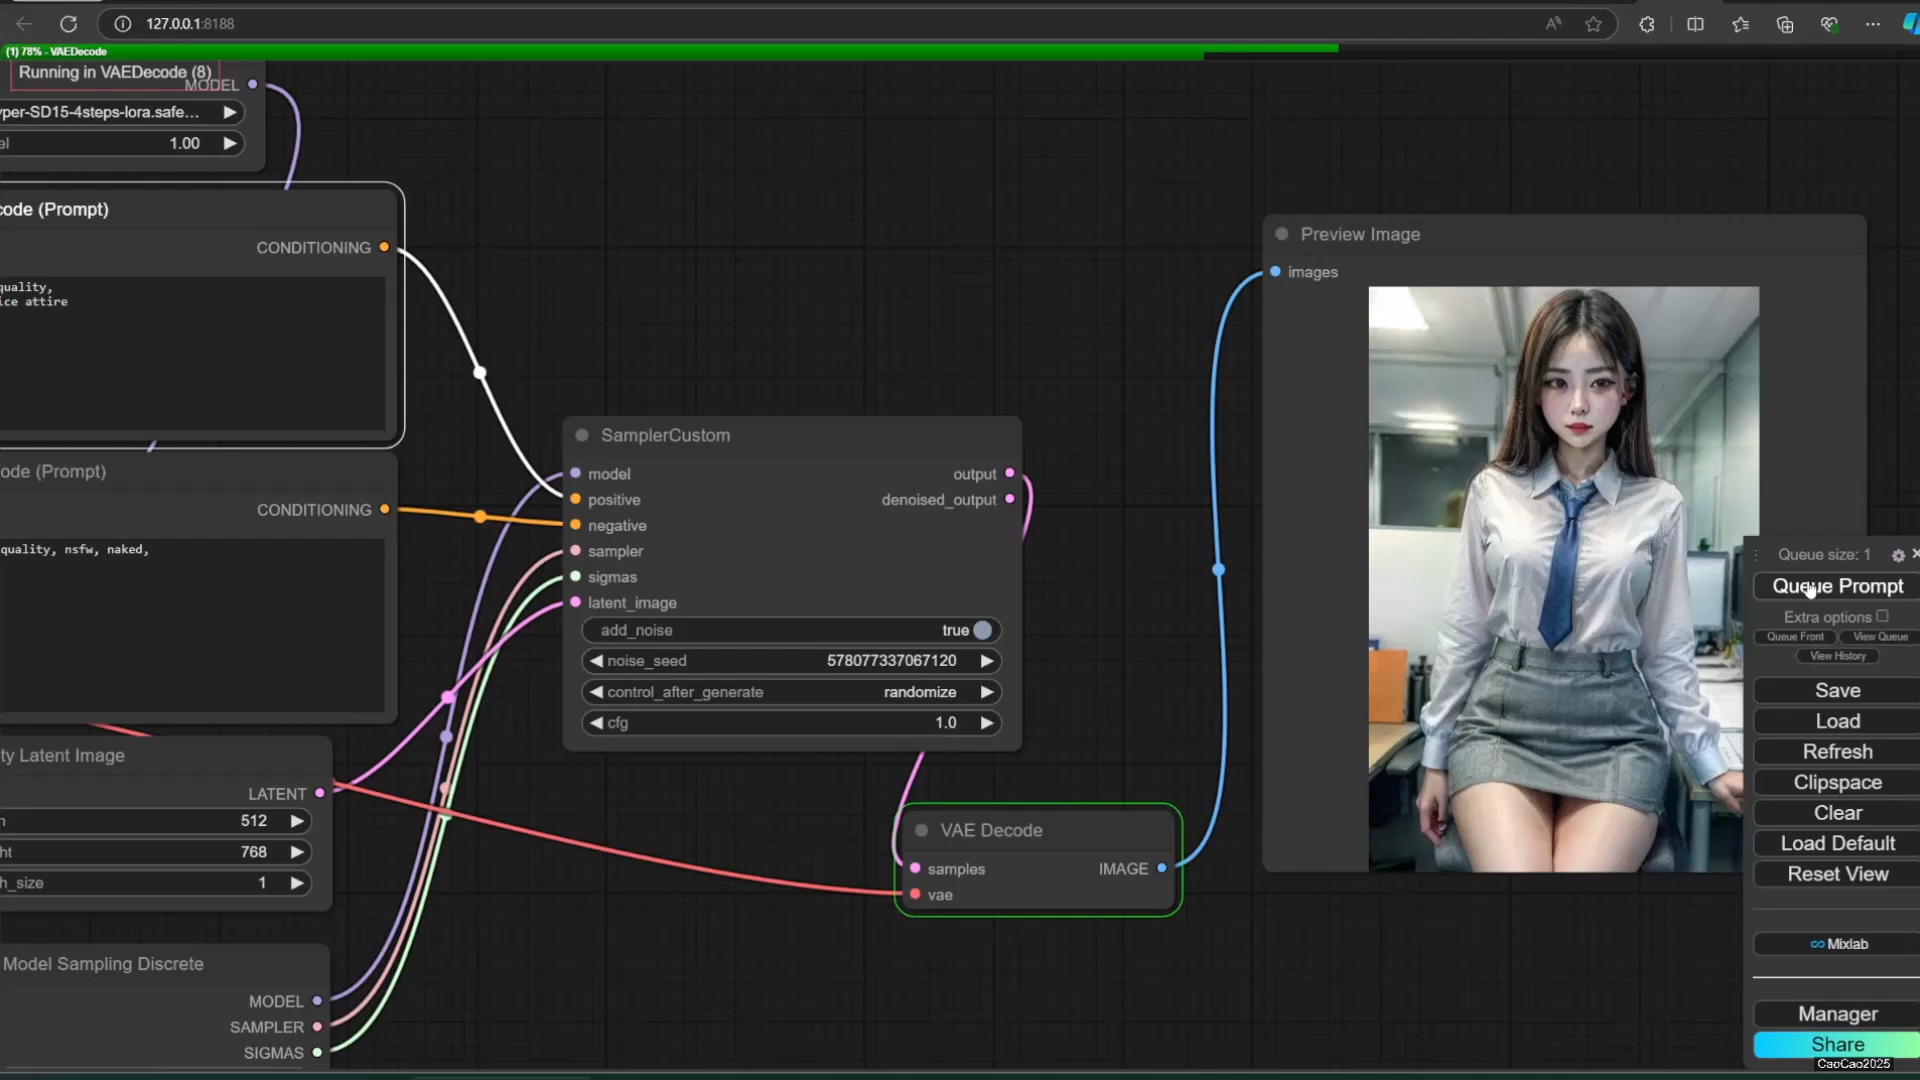 127.0.0.1:8188
(1) 78% - VAEDecode
Running in VAEDecode (8)
MODEL
yper-SD15-4steps-lora.safe...
el 1.00
code (Prompt)
CONDITIONING
quality,
ice attire
ode (Prompt)
CONDITIONING
quality, nsfw, naked,
ty Latent Image
LATENT
h 512
ht 768
h_size 1
Model Sampling Discrete
MODEL
SAMPLER
SIGMAS
SamplerCustom
model output
positive denoised_output
negative
sampler
sigmas
latent_image
add_noise true
noise_seed 578077337067120
control_after_generate randomize
cfg 1.0
VAE Decode
samples IMAGE
vae
Preview Image
images
Queue size: 1
Queue Prompt
Extra options
Queue Front View Queue
View History
Save
Load
Refresh
Clipspace
Clear
Load Default
Reset View
Mixlab
Manager
Share
CaoCao2025